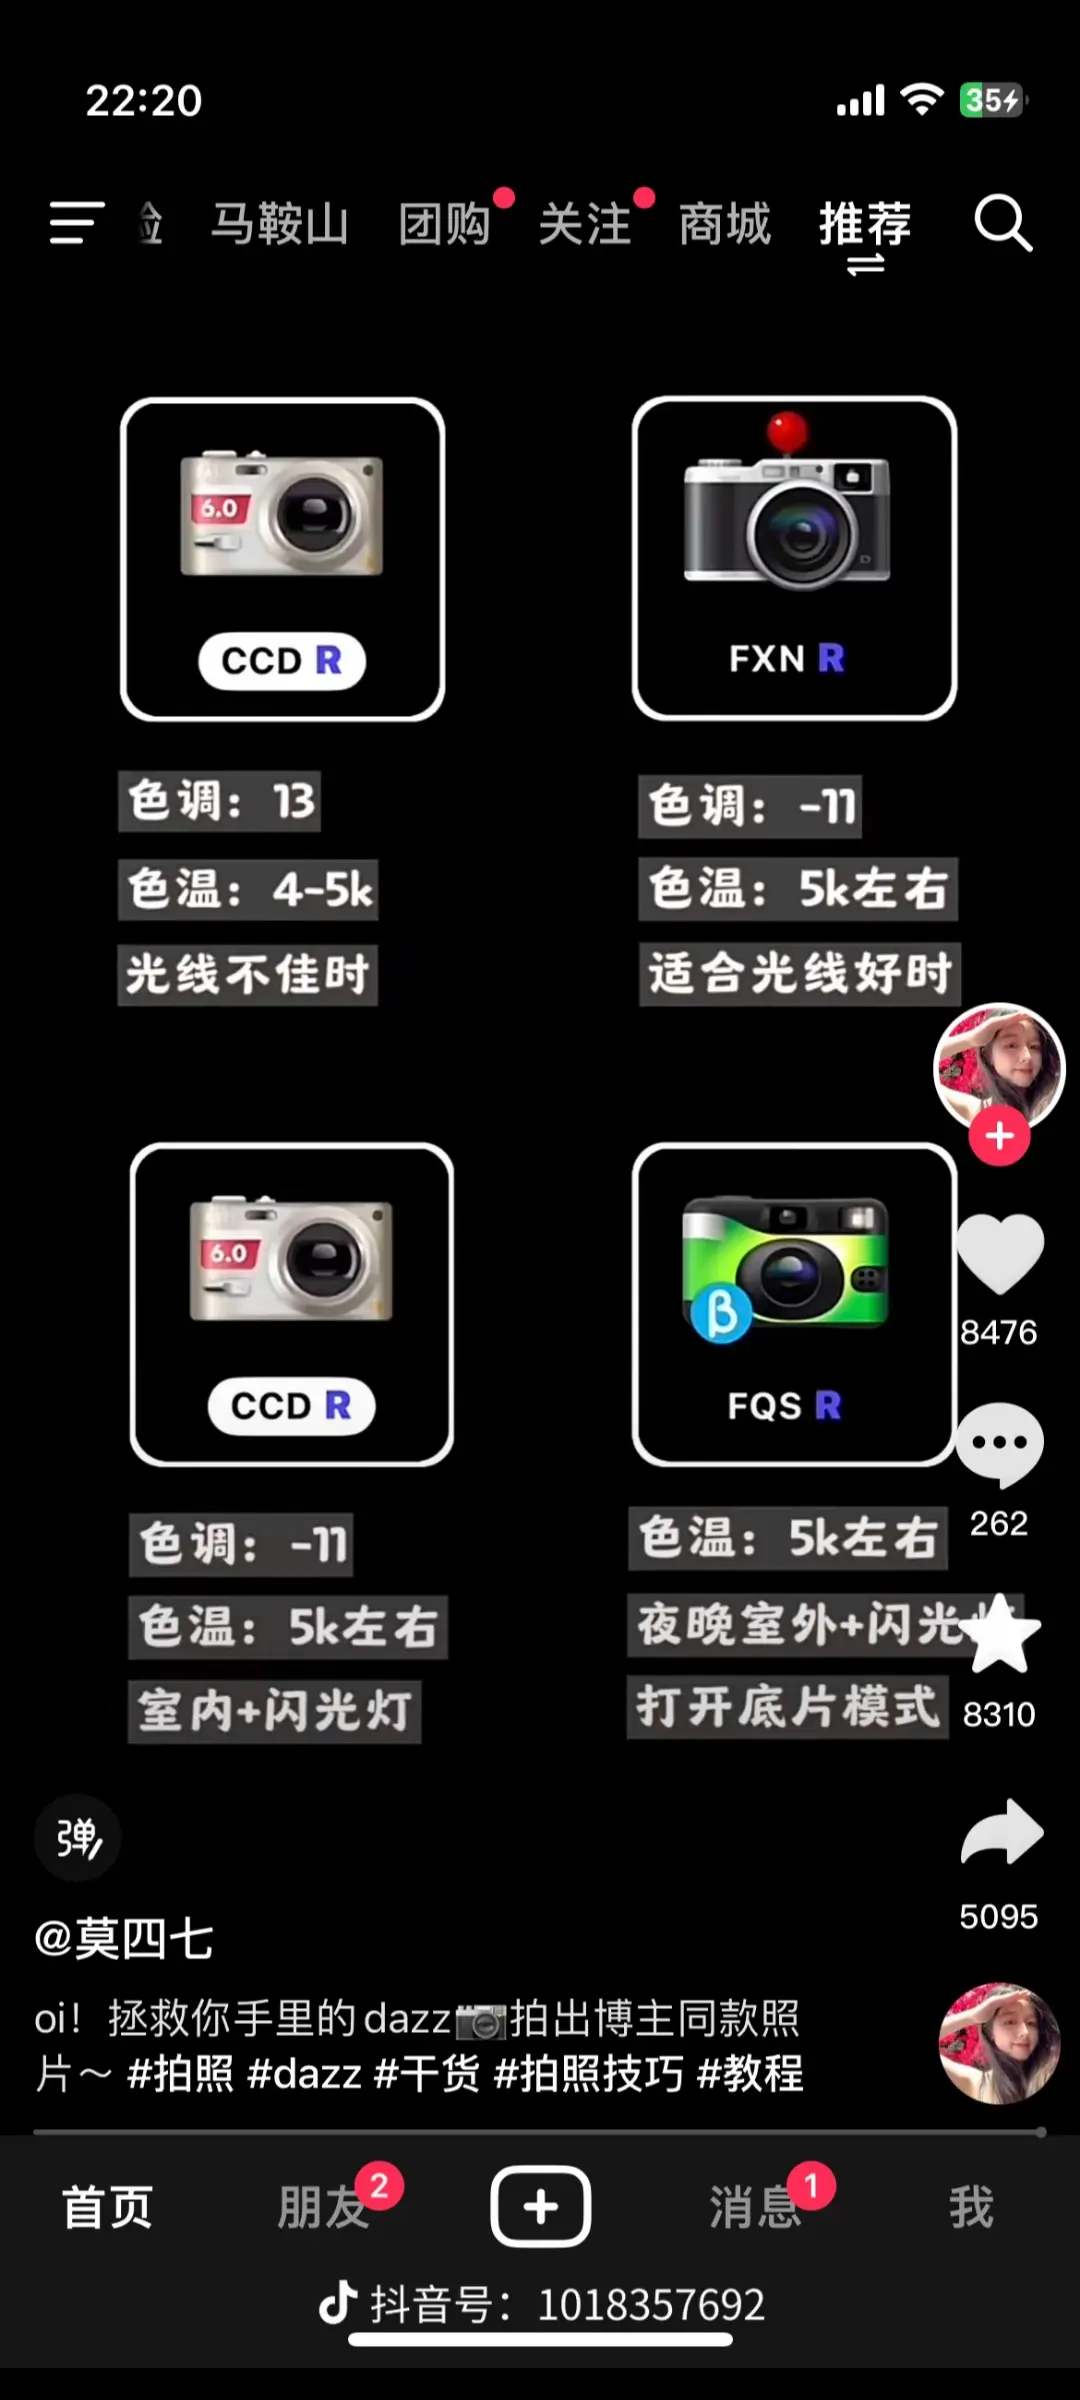 22:20
35
马鞍山 团购 关注 商城 推荐
6.0
CCD R
FXN R
色调：13
色温：4-5k
光线不佳时
色调：-11
色温：5k左右
适合光线好时
6.0
CCD R
β
FQS R
色调：-11
色温：5k左右
室内+闪光灯
色温：5k左右
夜晚室外+闪光
打开底片模式
8476
262
8310
5095
弹
@莫四七
oi！拯救你手里的dazz📷拍出博主同款照
片～ #拍照 #dazz #干货 #拍照技巧 #教程
首页 朋友 2 消息 1 我
抖音号：1018357692